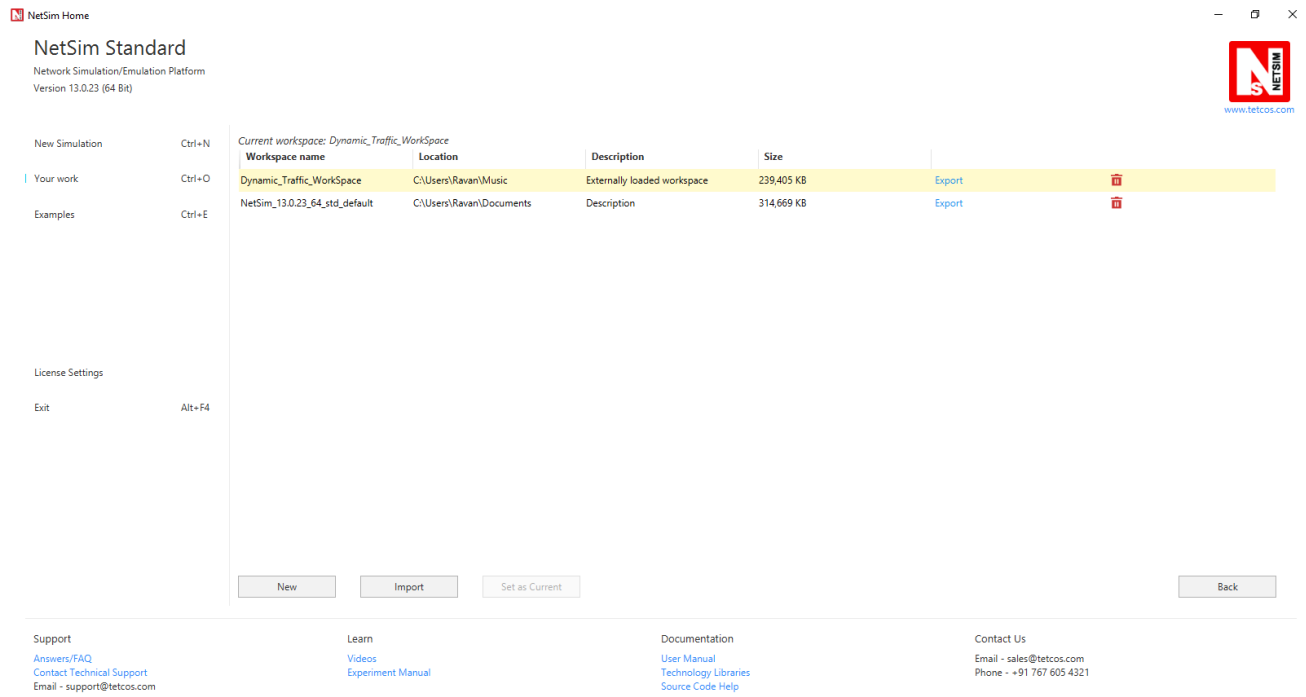 NetSim Home
NetSim Standard
Network Simulation/Emulation Platform
Version 13.0.23 (64 Bit)
NETSIM
www.tetcos.com
New Simulation Ctrl+N
Your work Ctrl+O
Examples Ctrl+E
License Settings
Exit Alt+F4
Current workspace: Dynamic_Traffic_WorkSpace
Workspace name Location Description Size
Dynamic_Traffic_WorkSpace C:\Users\Ravan\Music Externally loaded workspace 239,405 KB Export
NetSim_13.0.23_64_std_default C:\Users\Ravan\Documents Description 314,669 KB Export
New Import Set as Current Back
Support
Answers/FAQ
Contact Technical Support
Email - support@tetcos.com
Learn
Videos
Experiment Manual
Documentation
User Manual
Technology Libraries
Source Code Help
Contact Us
Email - sales@tetcos.com
Phone - +91 767 605 4321